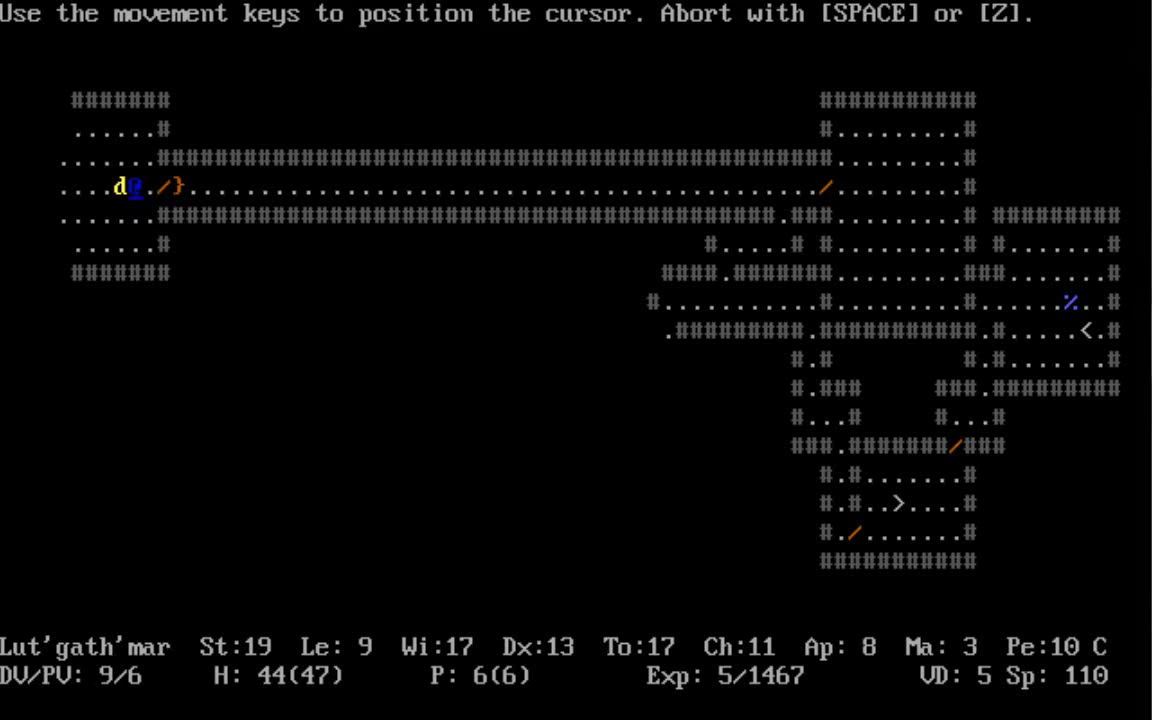 Use the movement keys to position the cursor. Abort with [SPACE] or [Z].
Lut'gath'mar St:19 Le: 9 Wi:17 Dx:13 To:17 Ch:11 Ap: 8 Ma: 3 Pe:10 C
DV/PV: 9/6 H: 44(47) P: 6(6) Exp: 5/1467 VD: 5 Sp: 110